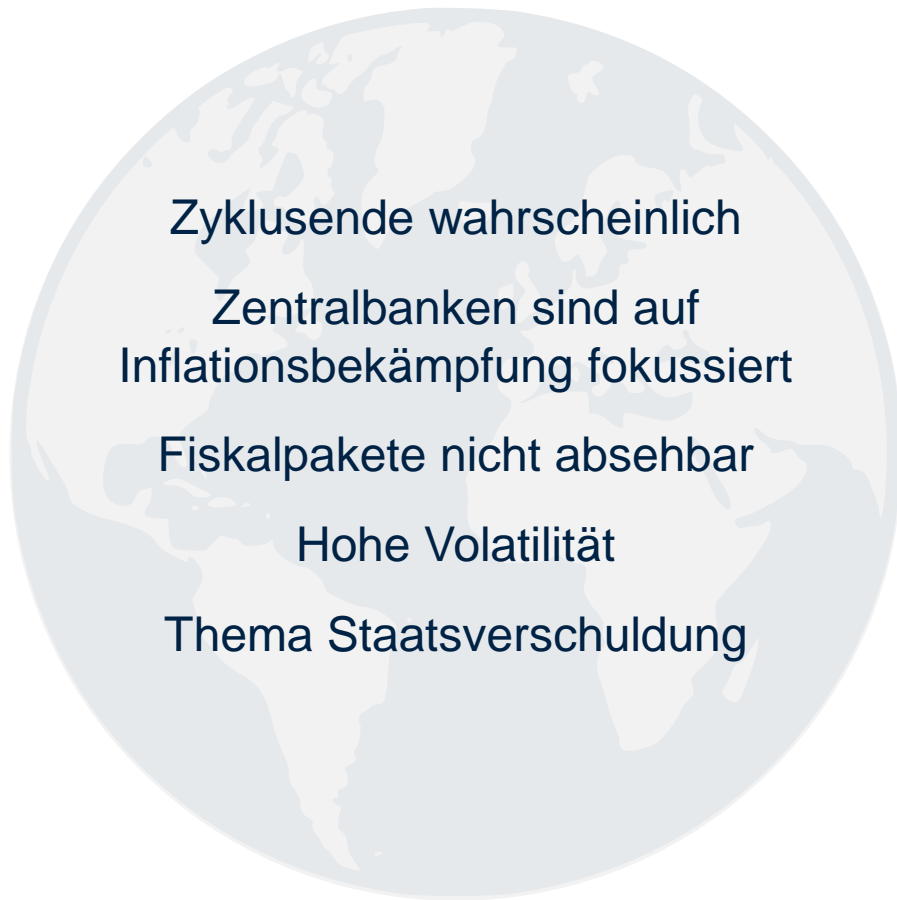 Zyklusende wahrscheinlich
Zentralbanken sind auf
Inflationsbekämpfung fokussiert
Fiskalpakete nicht absehbar
Hohe Volatilität
Thema Staatsverschuldung